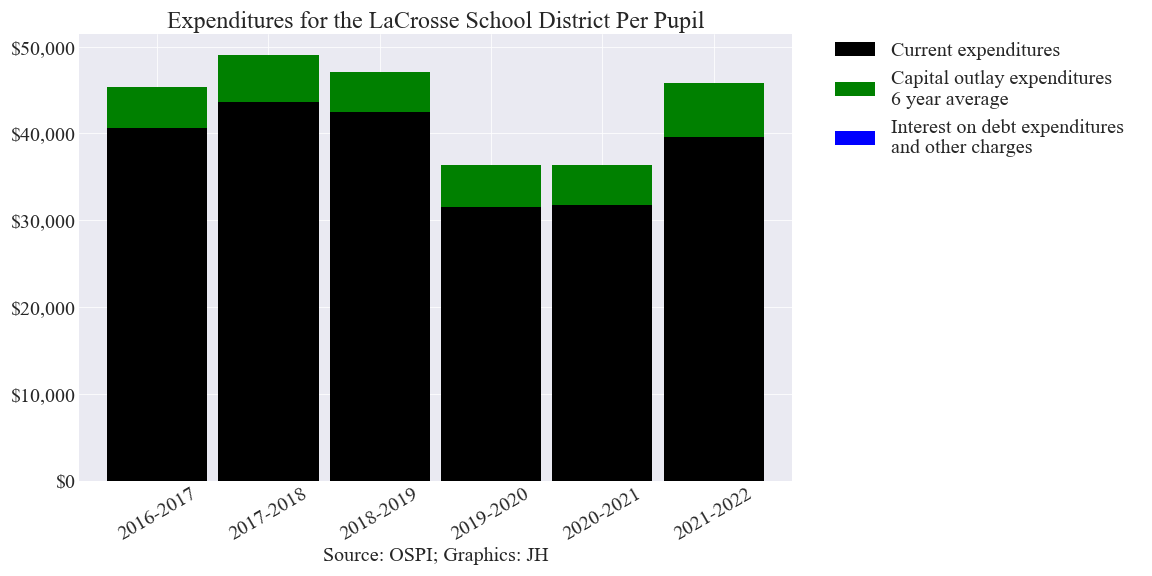 Expenditures for the LaCrosse School District Per Pupil
$50,000
$40,000
$30,000
$20,000
$10,000
$0
2016-2017
2017-2018
2018-2019
2019-2020
2020-2021
2021-2022
Source: OSPI; Graphics: JH
Current expenditures
Capital outlay expenditures
6 year average
Interest on debt expenditures
and other charges